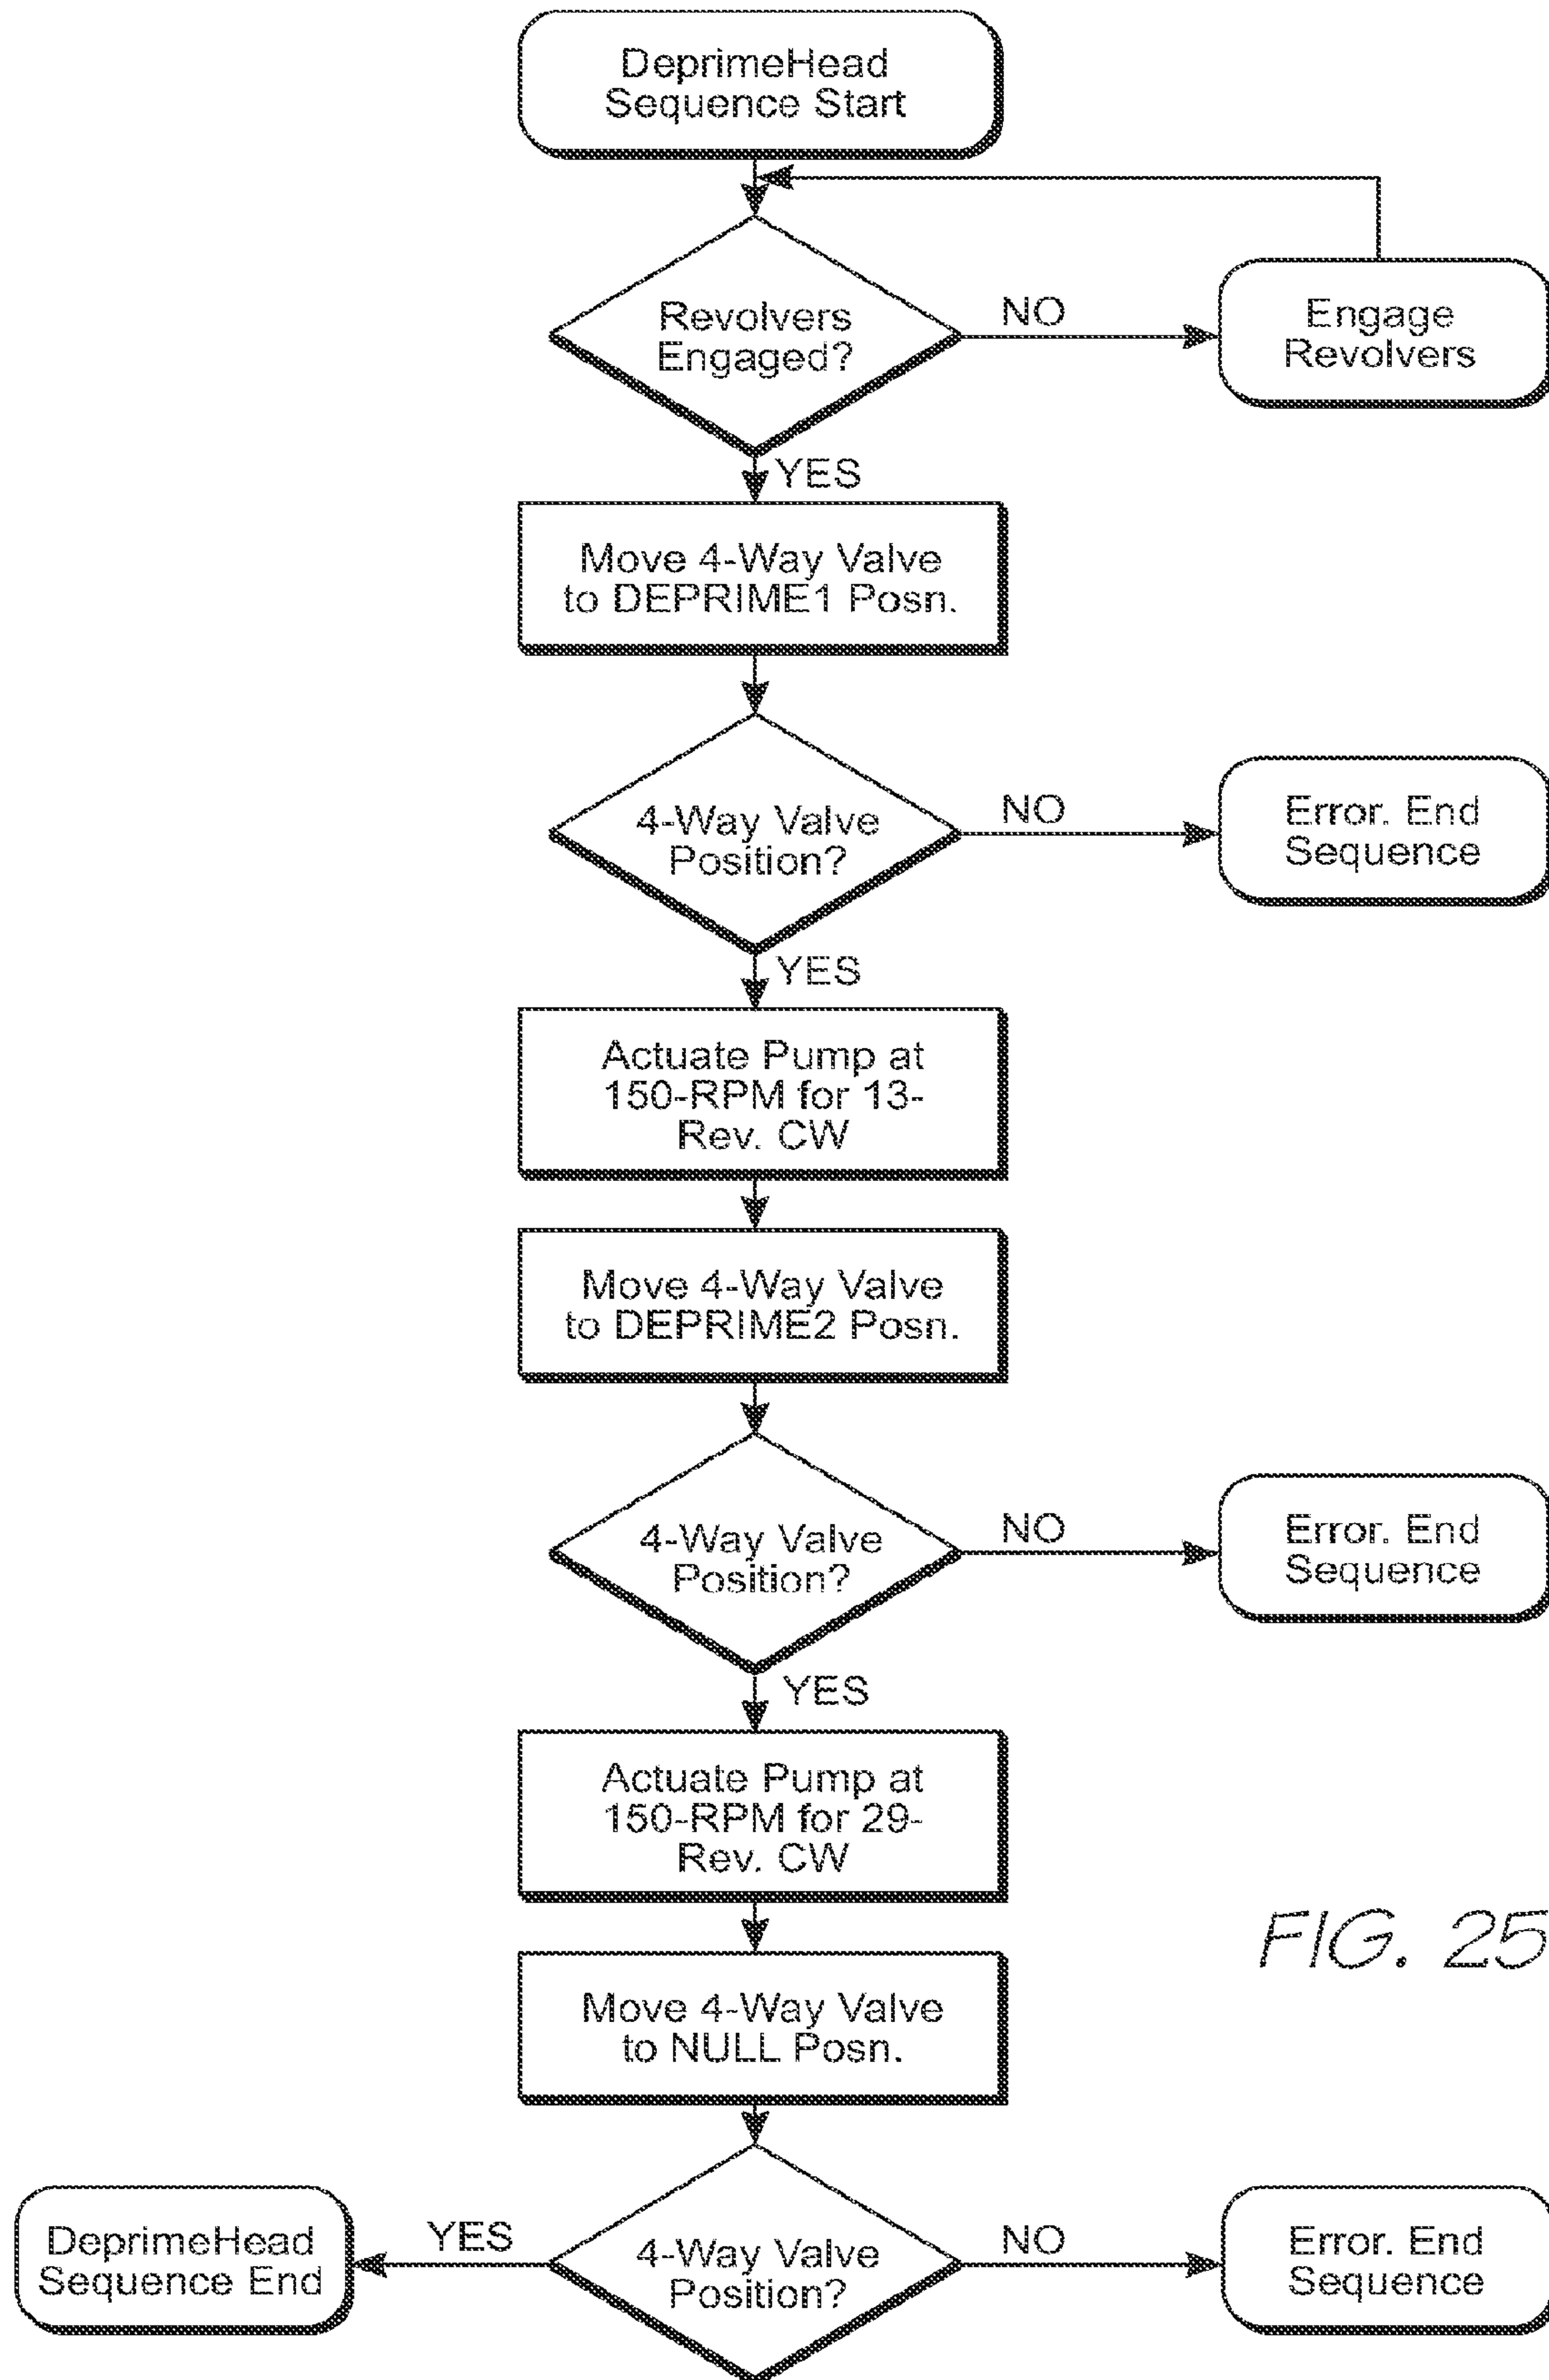 DeprimeHead
Sequence Start
Revolvers
Engaged?
NO
Engage
Revolvers
YES
Move 4-Way Valve
to DEPRIME1 Posn.
4-Way Valve
Position?
NO
Error. End
Sequence
YES
Actuate Pump at
150-RPM for 13-
Rev. CW
Move 4-Way Valve
to DEPRIME2 Posn.
4-Way Valve
Position?
NO
Error. End
Sequence
YES
Actuate Pump at
150-RPM for 29-
Rev. CW
FIG. 25
Move 4-Way Valve
to NULL Posn.
DeprimeHead
Sequence End
YES
4-Way Valve
Position?
NO
Error. End
Sequence